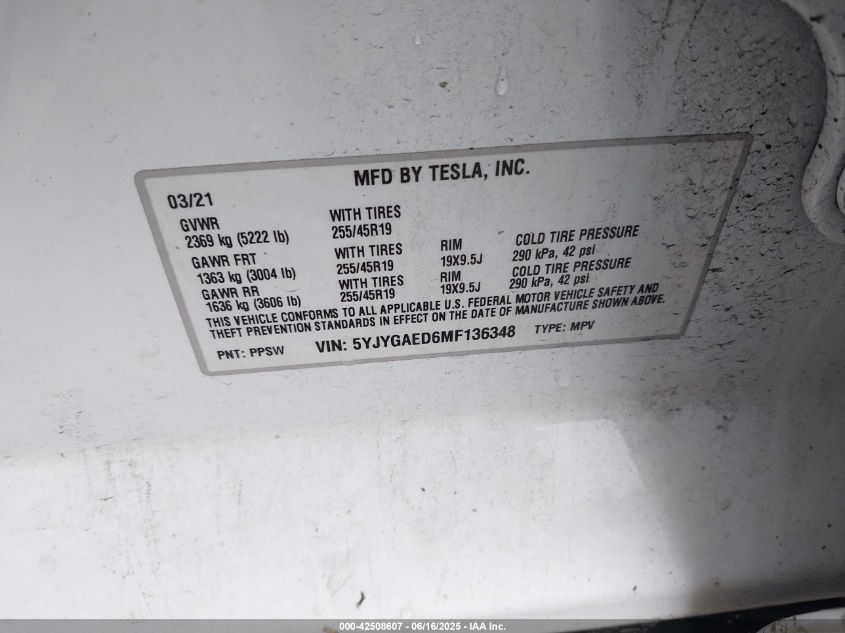 MFD BY TESLA, INC.
03/21
GVWR
2369 kg (5222 lb)
WITH TIRES
255/45R19
GAWR FRT
1363 kg (3004 lb)
WITH TIRES
255/45R19
RIM
19X9.5J
COLD TIRE PRESSURE
290 kPa, 42 psi
GAWR RR
1636 kg (3606 lb)
WITH TIRES
255/45R19
RIM
19X9.5J
COLD TIRE PRESSURE
290 kPa, 42 psi
THIS VEHICLE CONFORMS TO ALL APPLICABLE U.S. FEDERAL MOTOR VEHICLE SAFETY AND
THEFT PREVENTION STANDARDS IN EFFECT ON THE DATE OF MANUFACTURE SHOWN ABOVE.
PNT: PPSW VIN: 5YJYGAED6MF136348 TYPE: MPV
000-42508607 - 06/16/2025 - IAA Inc.